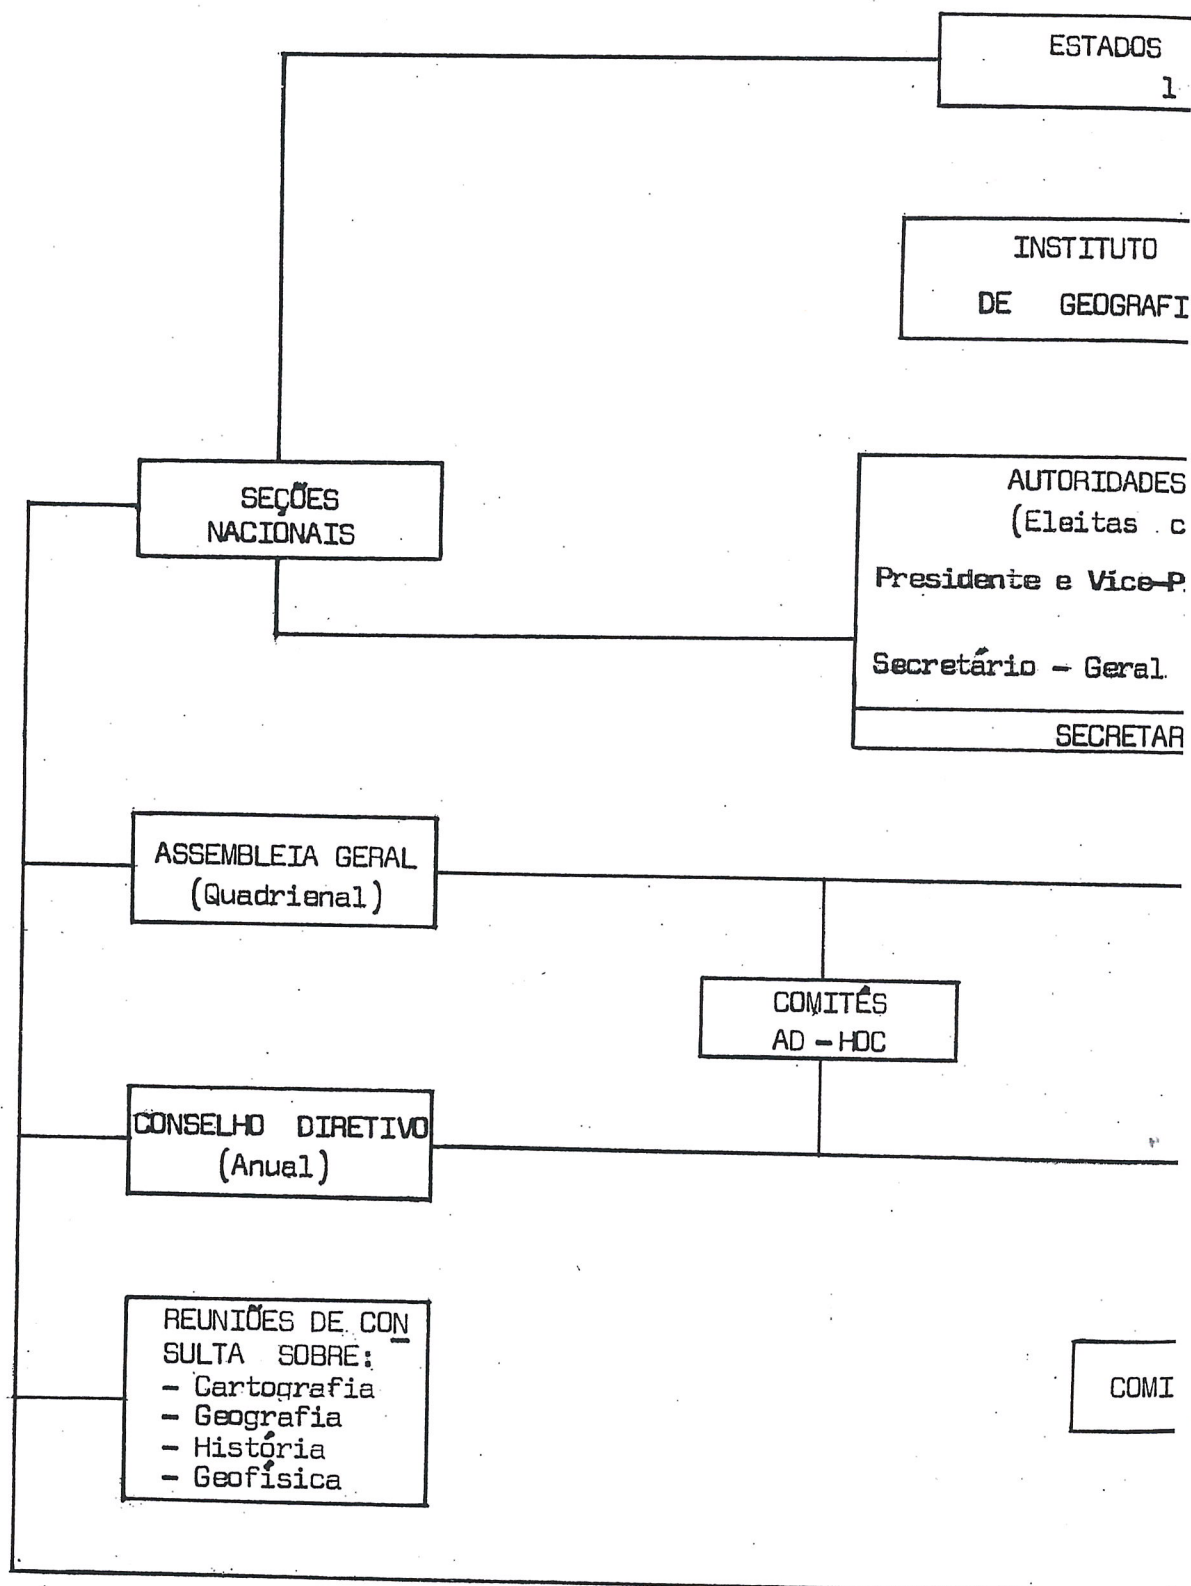 ESTADOS
1
INSTITUTO
DE GEOGRAFI
SEÇÕES
NACIONAIS
AUTORIDADES
(Eleitas c
Presidente e Vice-P
Secretário - Geral
SECRETAR
ASSEMBLEIA GERAL
(Quadrienal)
COMITÊS
AD - HOC
CONSELHO DIRETIVO
(Anual)
REUNIÕES DE CON
SULTA SOBRE:
- Cartografia
- Geografia
- História
- Geofísica
COMI